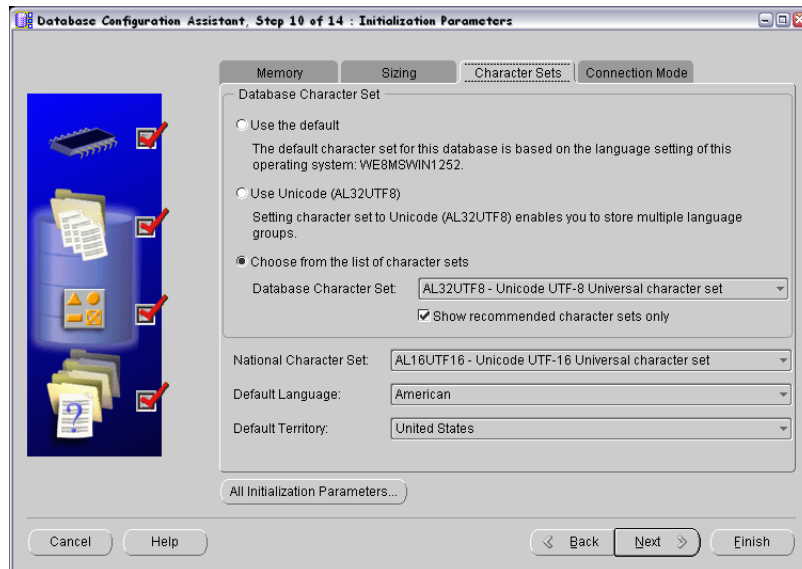 Database Configuration Assistant, Step 10 of 14 : Initialization Parameters
Memory Sizing Character Sets Connection Mode
Database Character Set
Use the default
The default character set for this database is based on the language setting of this
operating system: WE8MSWIN1252.
Use Unicode (AL32UTF8)
Setting character set to Unicode (AL32UTF8) enables you to store multiple language
groups.
Choose from the list of character sets
Database Character Set: AL32UTF8 - Unicode UTF-8 Universal character set
Show recommended character sets only
National Character Set: AL16UTF16 - Unicode UTF-16 Universal character set
Default Language: American
Default Territory: United States
?
All Initialization Parameters...
Cancel Help Back Next Finish